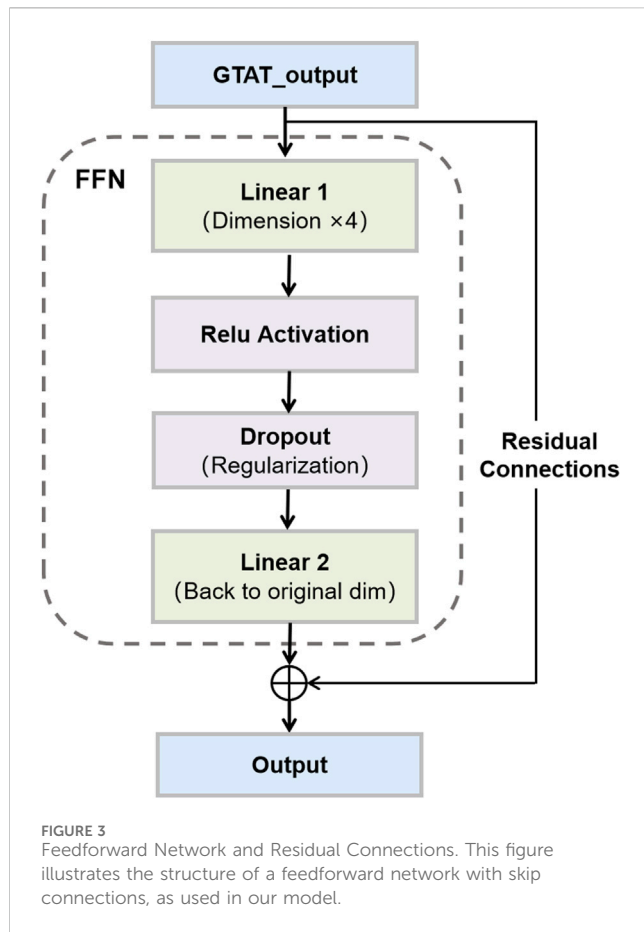 GTAT_output
FFN
Linear 1
(Dimension ×4)
Relu Activation
Dropout
(Regularization)
Residual
Connections
Linear 2
(Back to original dim)
Output
FIGURE 3
Feedforward Network and Residual Connections. This figure
illustrates the structure of a feedforward network with skip
connections, as used in our model.